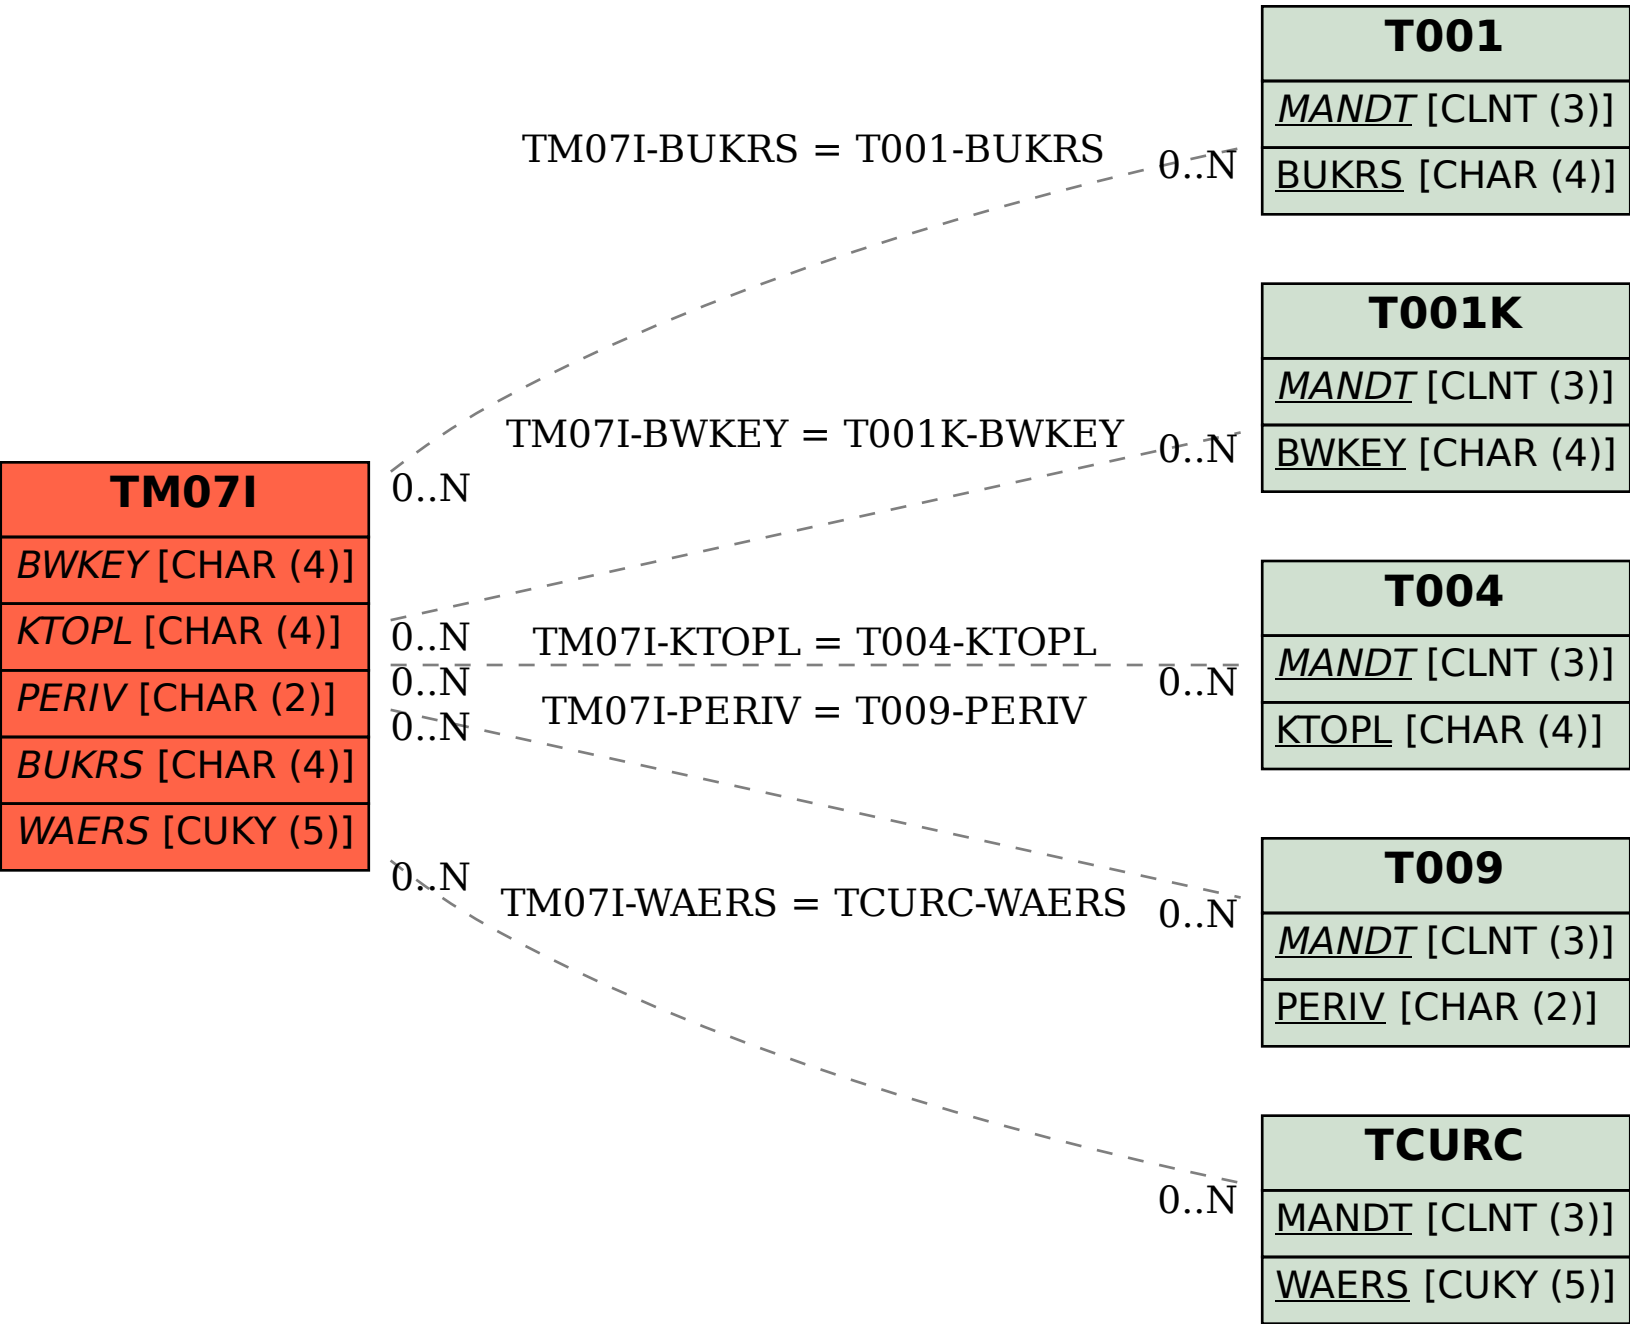 T001
MANDT [CLNT (3)]
BUKRS [CHAR (4)]
TM07I-BUKRS = T001-BUKRS
0..N
0..N
T001K
MANDT [CLNT (3)]
BWKEY [CHAR (4)]
TM07I-BWKEY = T001K-BWKEY
0..N
0..N
TM07I
BWKEY [CHAR (4)]
KTOPL [CHAR (4)]
PERIV [CHAR (2)]
BUKRS [CHAR (4)]
WAERS [CUKY (5)]
T004
MANDT [CLNT (3)]
KTOPL [CHAR (4)]
TM07I-KTOPL = T004-KTOPL
0..N
0..N
TM07I-PERIV = T009-PERIV
0..N
0..N
T009
MANDT [CLNT (3)]
PERIV [CHAR (2)]
TM07I-WAERS = TCURC-WAERS
0..N
0..N
TCURC
MANDT [CLNT (3)]
WAERS [CUKY (5)]